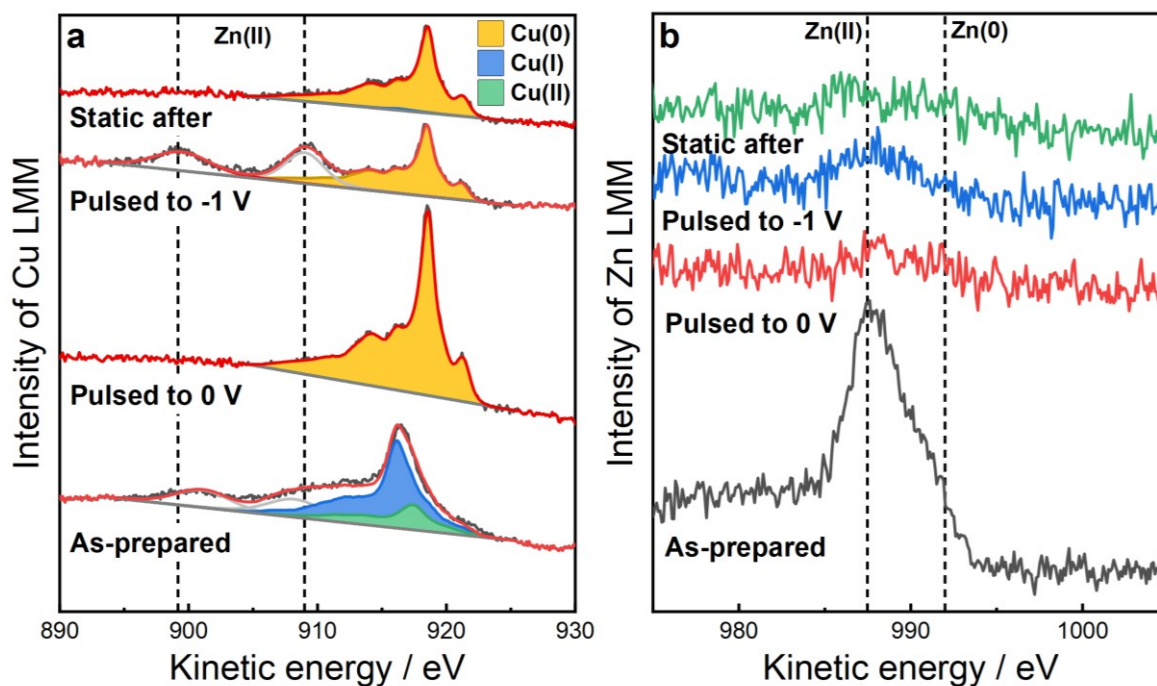 a
Zn(II)
Cu(0)
Cu(I)
Cu(II)
Static after
Pulsed to -1 V
Pulsed to 0 V
As-prepared
Intensity of Cu LMM
890 900 910 920 930
Kinetic energy / eV
b
Zn(II) Zn(0)
Static after
Pulsed to -1 V
Pulsed to 0 V
As-prepared
Intensity of Zn LMM
980 990 1000
Kinetic energy / eV